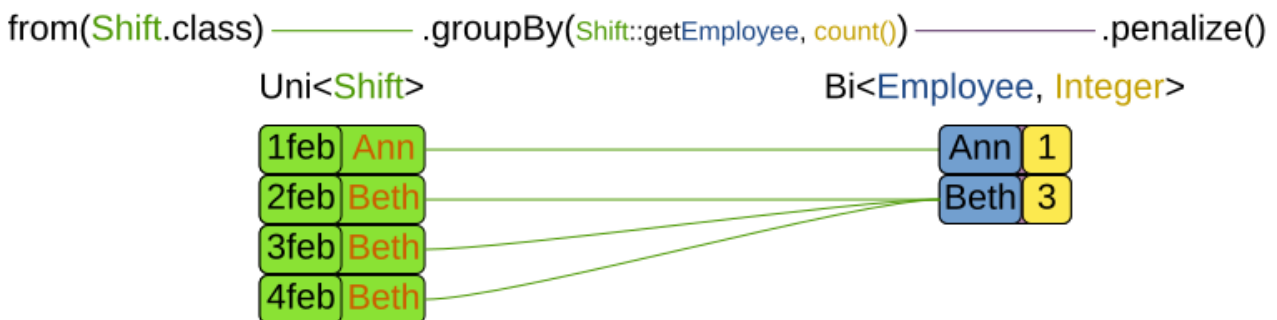 from(Shift.class) .groupBy(Shift::getEmployee, count()) .penalize()
Uni<Shift> Bi<Employee, Integer>
1feb Ann Ann 1
2feb Beth Beth 3
3feb Beth
4feb Beth